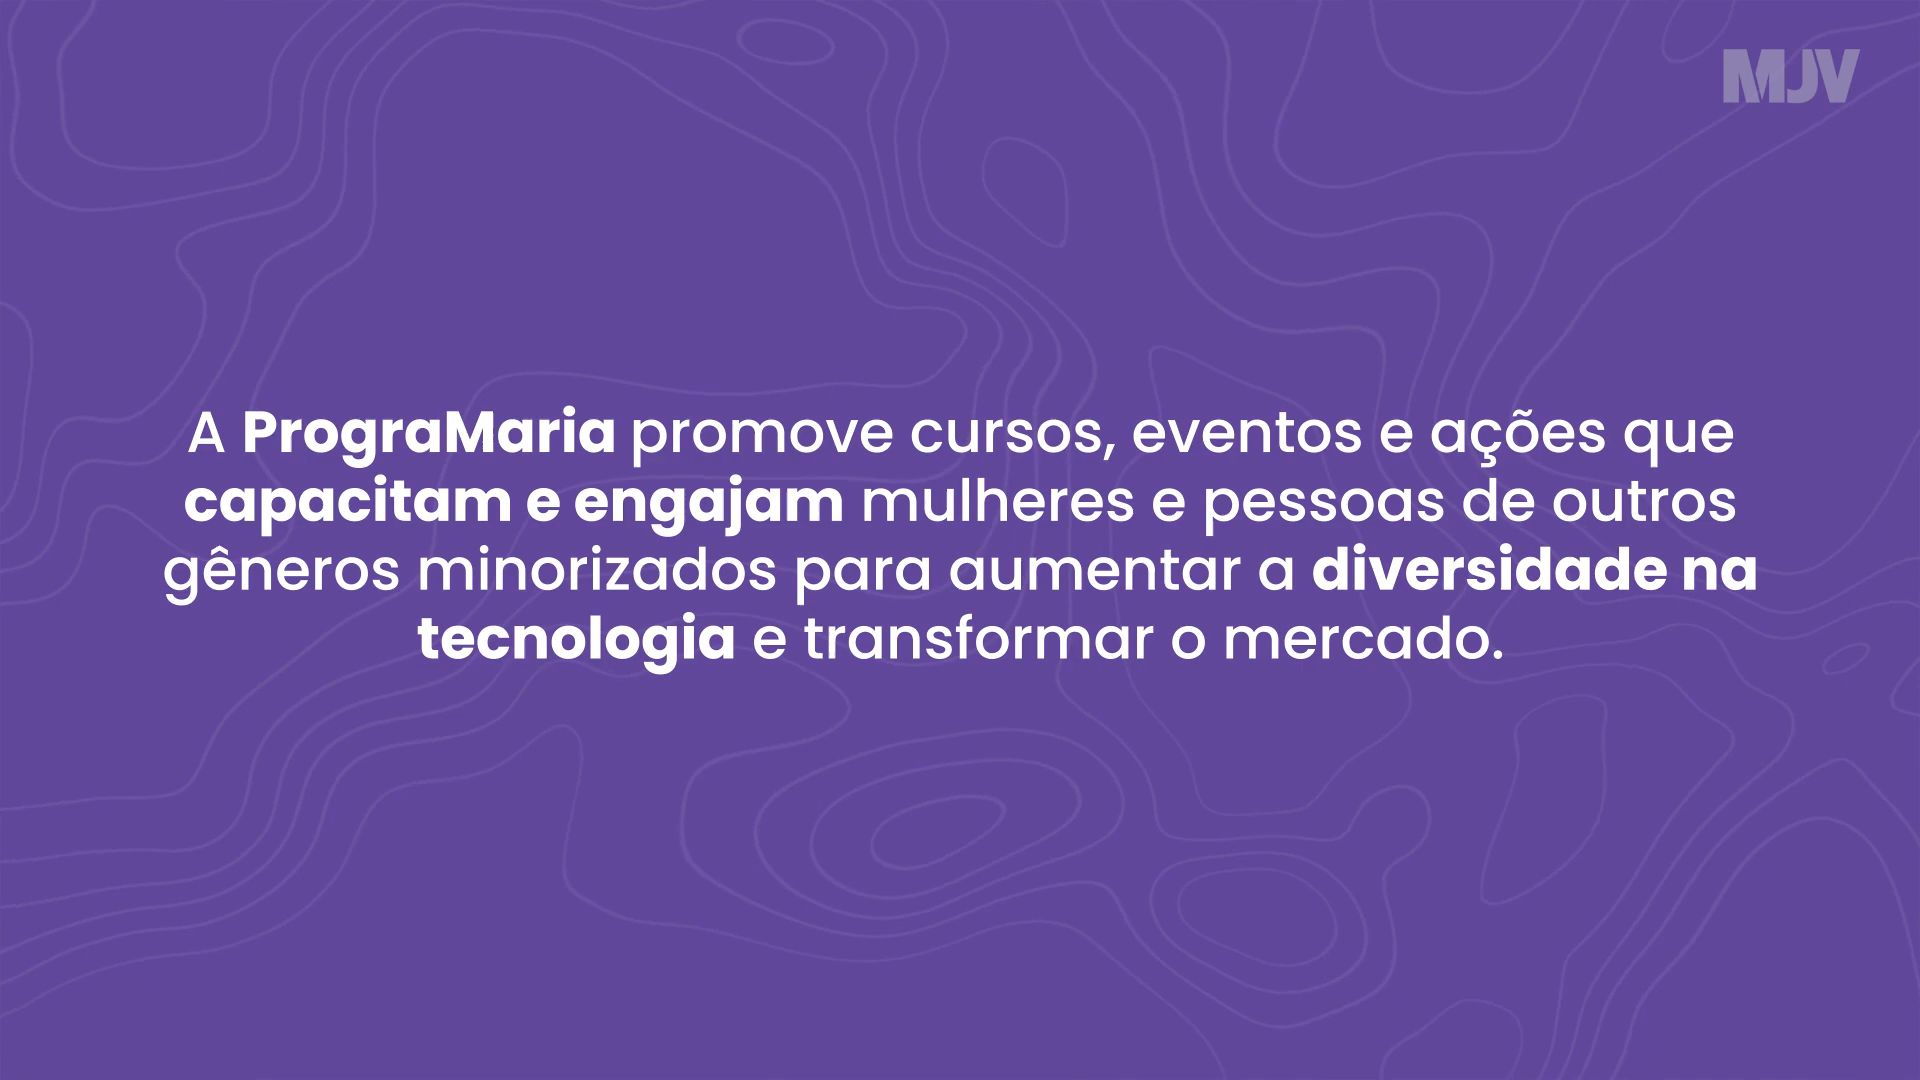 MJV
A PrograMaria promove cursos, eventos e ações que
capacitam e engajam mulheres e pessoas de outros
gêneros minorizados para aumentar a diversidade na
tecnologia e transformar o mercado.